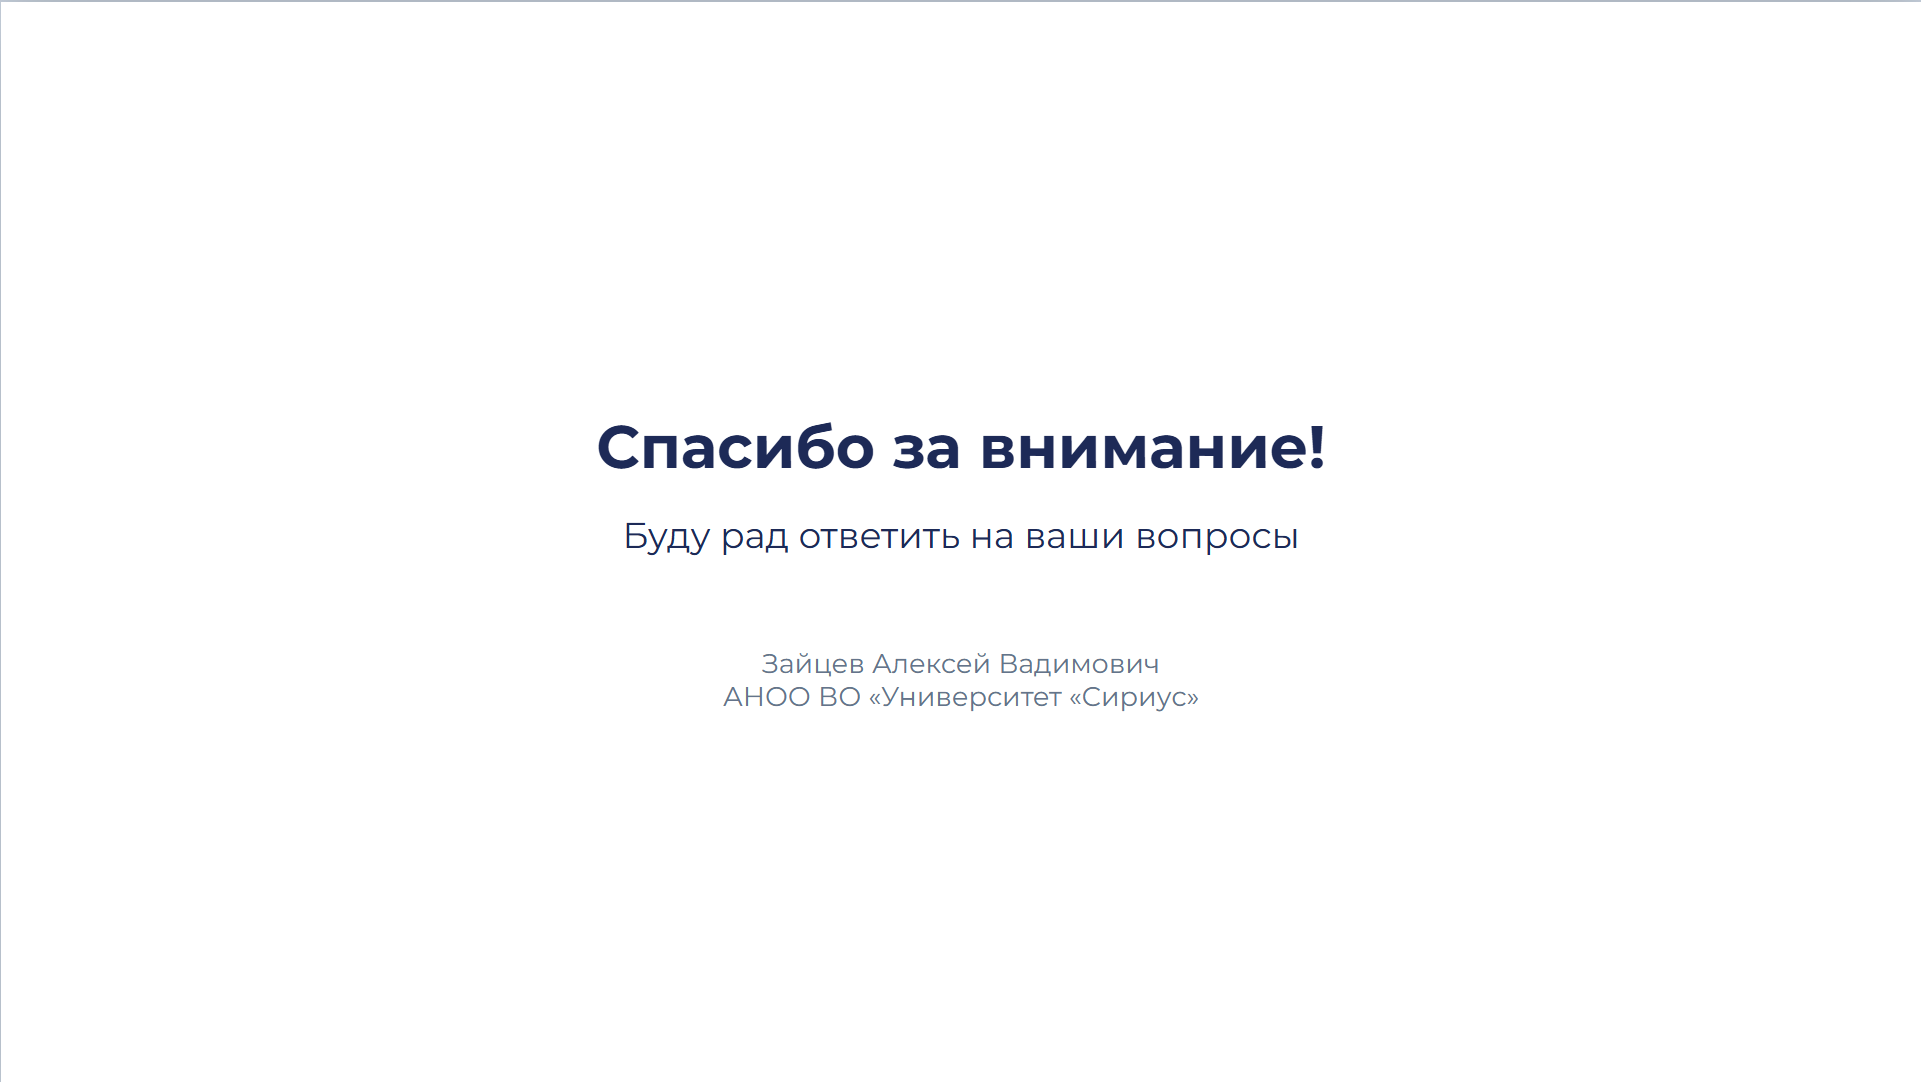 Спасибо за внимание!
Буду рад ответить на ваши вопросы
Зайцев Алексей Вадимович
АНОО ВО «Университет «Сириус»